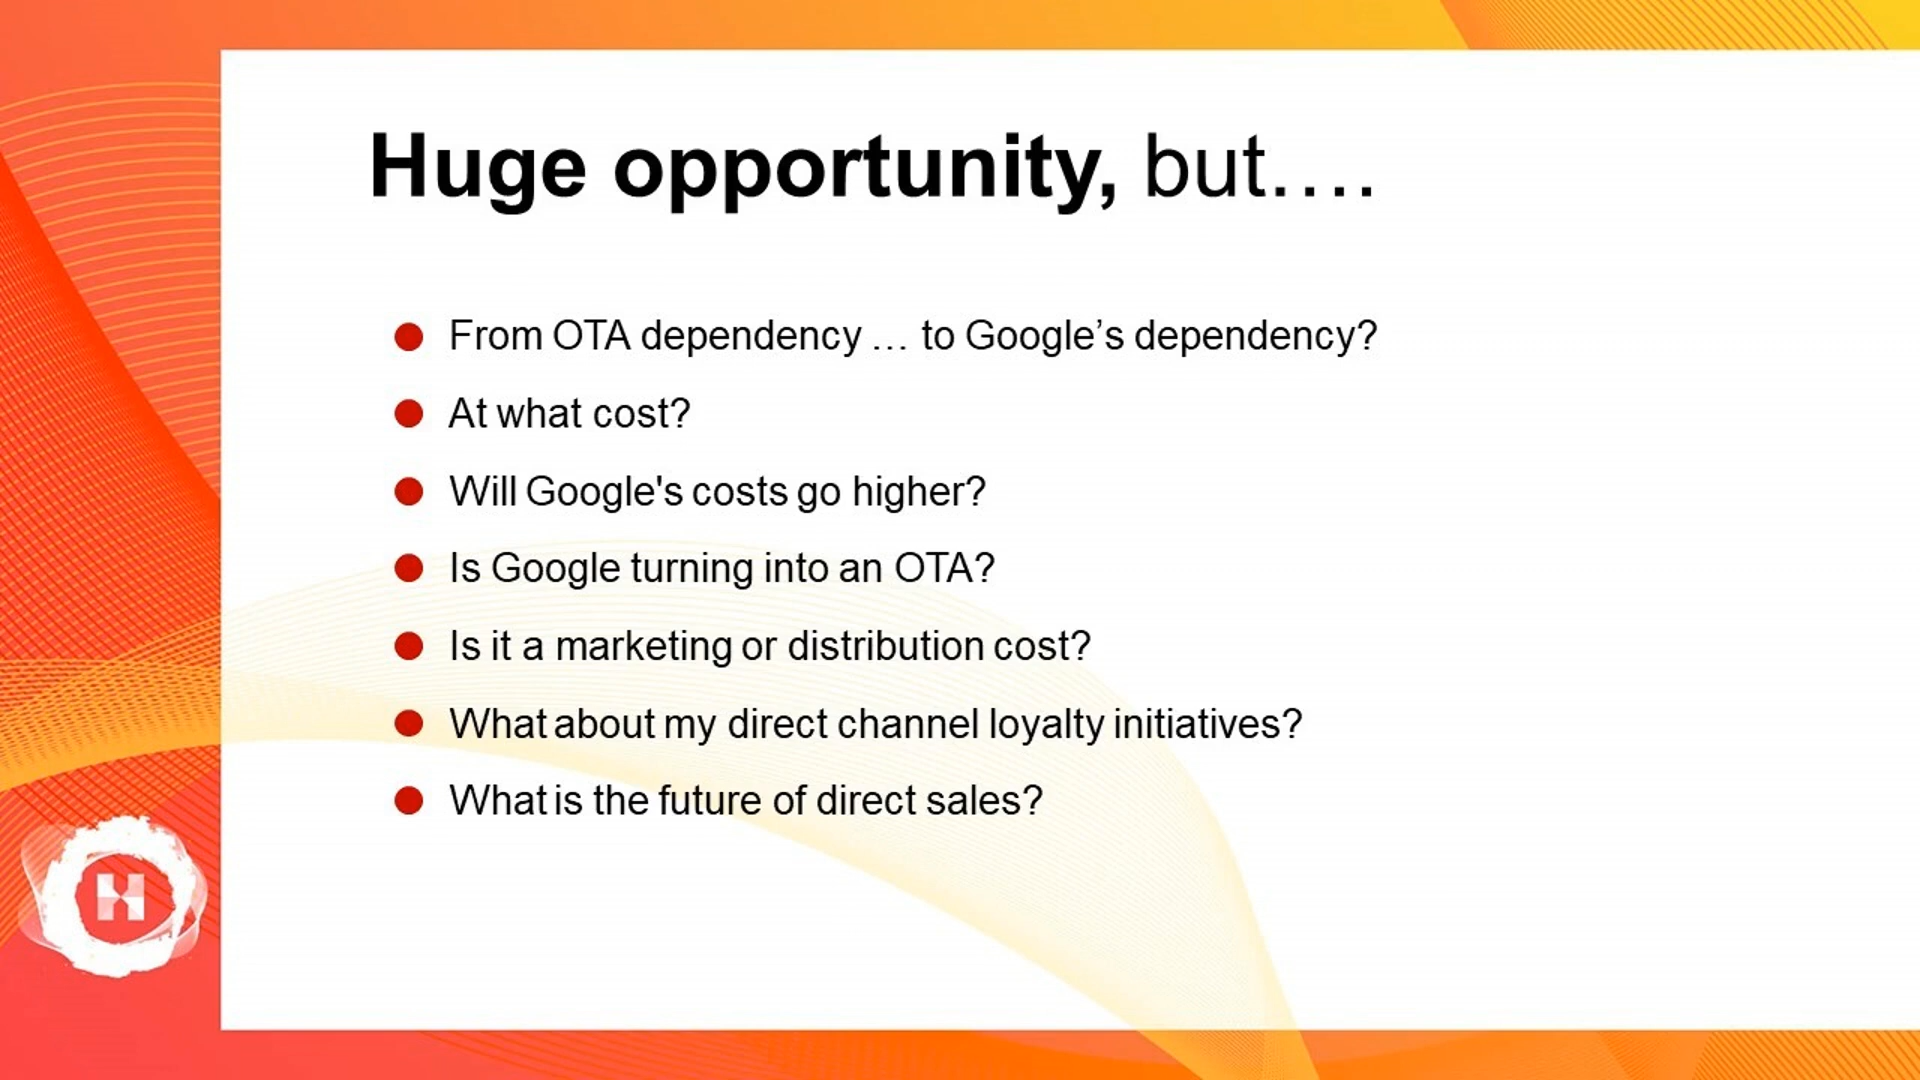 Huge opportunity, but….
From OTA dependency … to Google’s dependency?
At what cost?
Will Google's costs go higher?
Is Google turning into an OTA?
Is it a marketing or distribution cost?
What about my direct channel loyalty initiatives?
What is the future of direct sales?
H